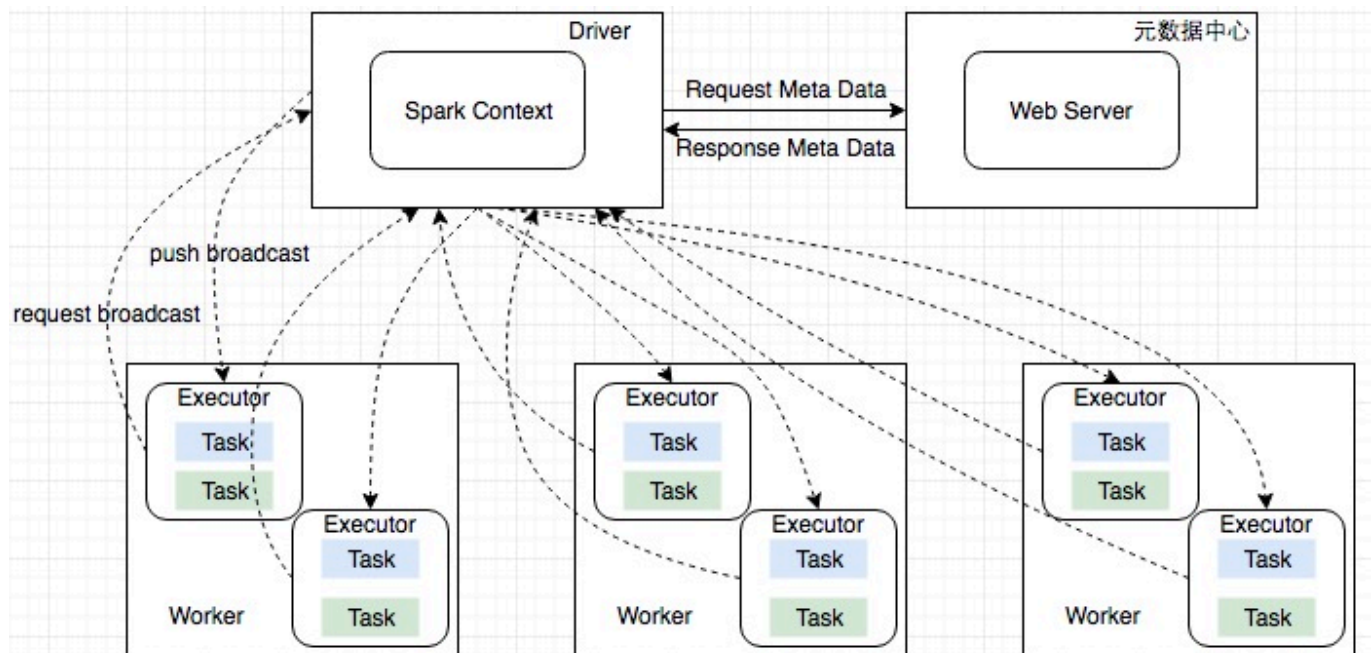 Driver
元数据中心
Spark Context
Request Meta Data
Web Server
Response Meta Data
push broadcast
request broadcast
Executor
Task
Task
Executor
Task
Task
Worker
Executor
Task
Task
Executor
Task
Task
Worker
Executor
Task
Task
Executor
Task
Task
Worker